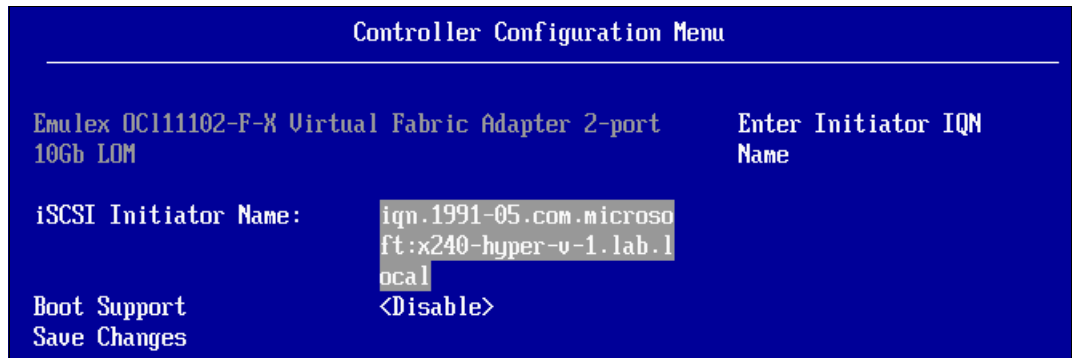 Controller Configuration Menu
Emulex OCl11102-F-X Virtual Fabric Adapter 2-port
10Gb LOM
Enter Initiator IQN
Name
iSCSI Initiator Name:
iqn.1991-05.com.microso
ft:x240-hyper-v-1.lab.l
ocal
Boot Support <Disable>
Save Changes